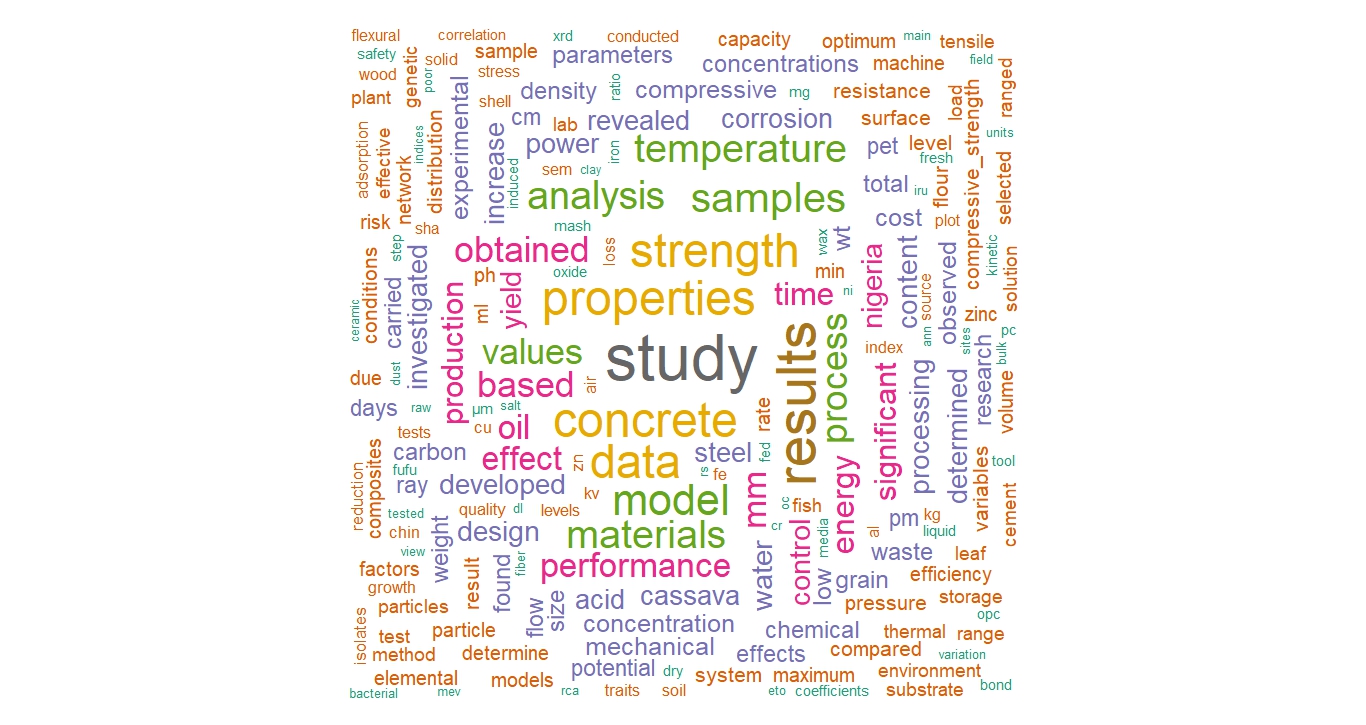 flexural correlation xrd conducted capacity optimum main tensile
safety solid sample parameters concentrations machine field
wood genetic poor stress density ratio compressive mg resistance load ranged
plant shell cm lab revealed corrosion surface compressive_strength units
adsorption effective indices distribution experimental increase induced power iron temperature pet level fresh
network sem clay analysis samples total iru flour selected
risk sha mash cost plot
step obtained loss strength wax wt content observed kinetic
conditions carried investigated ph oxide properties min nigeria source solution
ceramic production ml yield time ni zinc
values study results process index ann sites research bulk pc
due dust based air significant processing determined volume
days raw µm salt concrete rate
tests cu oil
carbon effect zn data steel fed
reduction composites fufu ray developed rs fe mm energy variables tool cement
tested quality dl levels kv model oc fish pm kg
chin cr media al liquid
view weight design materials control waste leaf
factors result found fiber performance water low grain efficiency
growth
particles flow size acid cassava pressure storage
isolates test particle concentration chemical thermal range opc
method determine mechanical effects compared variation
elemental models potential dry system maximum environment
bacterial mev rca traits soil eto coefficients substrate bond